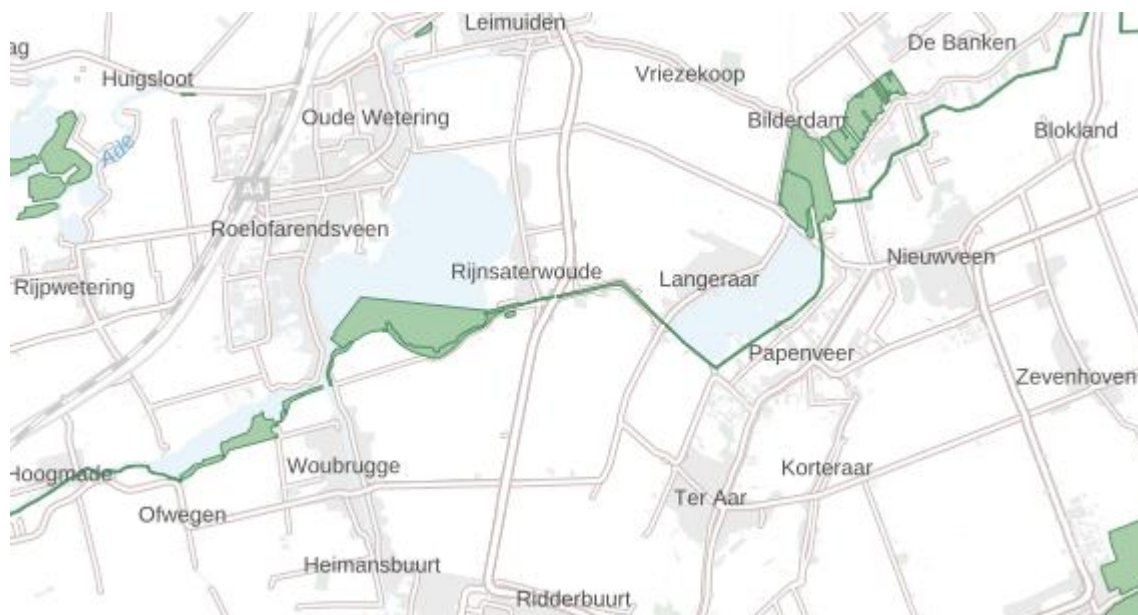 Leimuiden
De Banken
ag
Huigsloot
Vriezekoop
Oude Wetering
Bilderdam
Blokland
Ade
A4
Roelofarendsveen
Nieuwveen
Rijnsaterwoude
Langeraar
Rijpwetering
Papenveer
Zevenhoven
Hoogmade
Woubrugge
Korteraar
Ter Aar
Ofwegen
Heimansbuurt
Ridderbuurt